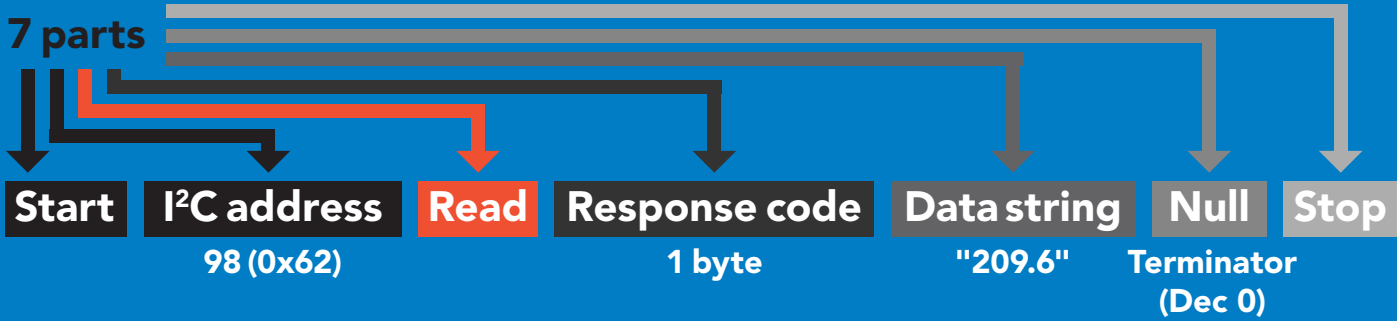 7 parts
Start I²C address Read Response code Data string Null Stop
98 (0x62) 1 byte "209.6" Terminator
(Dec 0)